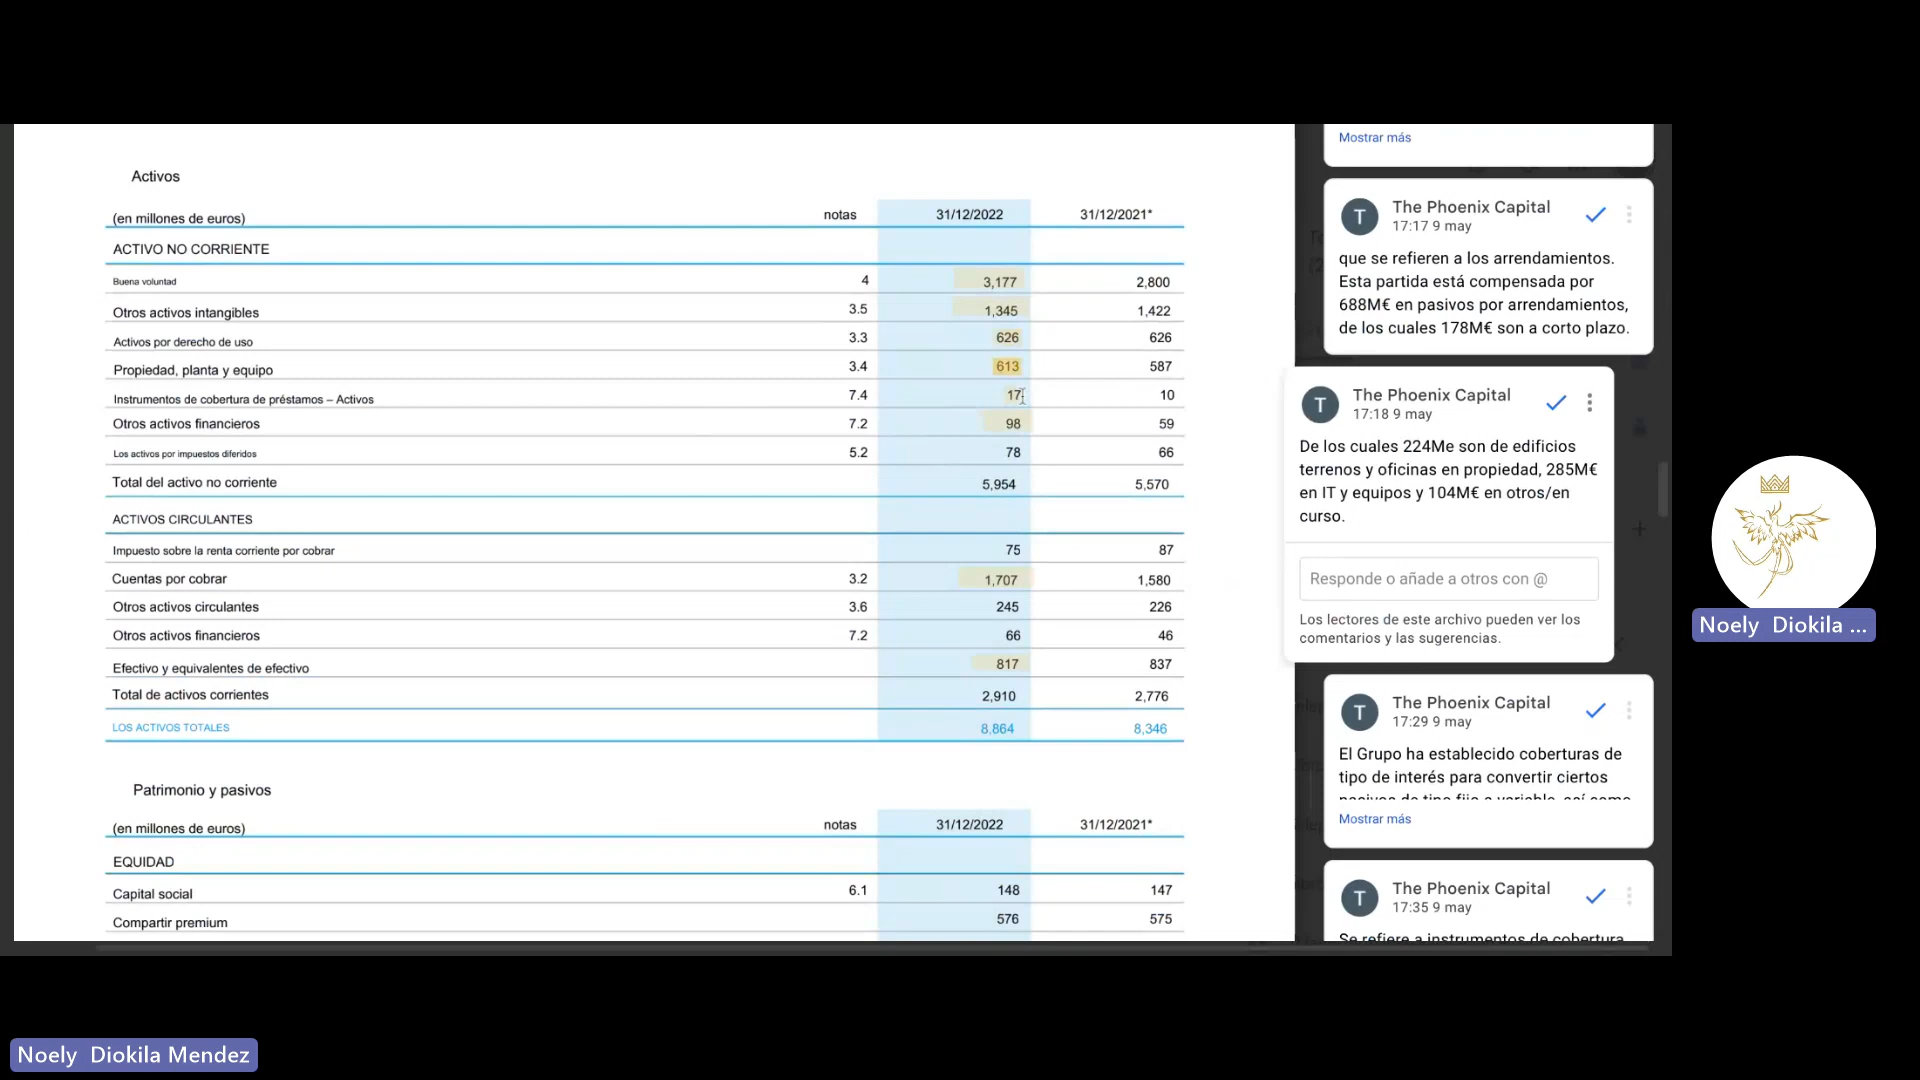 Activos
(en millones de euros) notas 31/12/2022 31/12/2021*
ACTIVO NO CORRIENTE
Buena voluntad 4 3,177 2,800
Otros activos intangibles 3.5 1,345 1,422
Activos por derecho de uso 3.3 626 626
Propiedad, planta y equipo 3.4 613 587
Instrumentos de cobertura de préstamos – Activos 7.4 17 10
Otros activos financieros 7.2 98 59
Los activos por impuestos diferidos 5.2 78 66
Total del activo no corriente 5,954 5,570
ACTIVOS CIRCULANTES
Impuesto sobre la renta corriente por cobrar 75 87
Cuentas por cobrar 3.2 1,707 1,580
Otros activos circulantes 3.6 245 226
Otros activos financieros 7.2 66 46
Efectivo y equivalentes de efectivo 817 837
Total de activos corrientes 2,910 2,776
LOS ACTIVOS TOTALES 8,864 8,346
Patrimonio y pasivos
(en millones de euros) notas 31/12/2022 31/12/2021*
EQUIDAD
Capital social 6.1 148 147
Compartir premium 576 575
Mostrar más
T The Phoenix Capital
17:17 9 may
que se refieren a los arrendamientos.
Esta partida está compensada por
688M€ en pasivos por arrendamientos,
de los cuales 178M€ son a corto plazo.
T The Phoenix Capital
17:18 9 may
De los cuales 224Me son de edificios
terrenos y oficinas en propiedad, 285M€
en IT y equipos y 104M€ en otros/en
curso.
Responde o añade a otros con @
Los lectores de este archivo pueden ver los
comentarios y las sugerencias.
T The Phoenix Capital
17:29 9 may
El Grupo ha establecido coberturas de
tipo de interés para convertir ciertos
pasivos de tipo fijo a variable, así como
Mostrar más
T The Phoenix Capital
17:35 9 may
Se refiere a instrumentos de cobertura
Noely Diokila ...
Noely Diokila Mendez